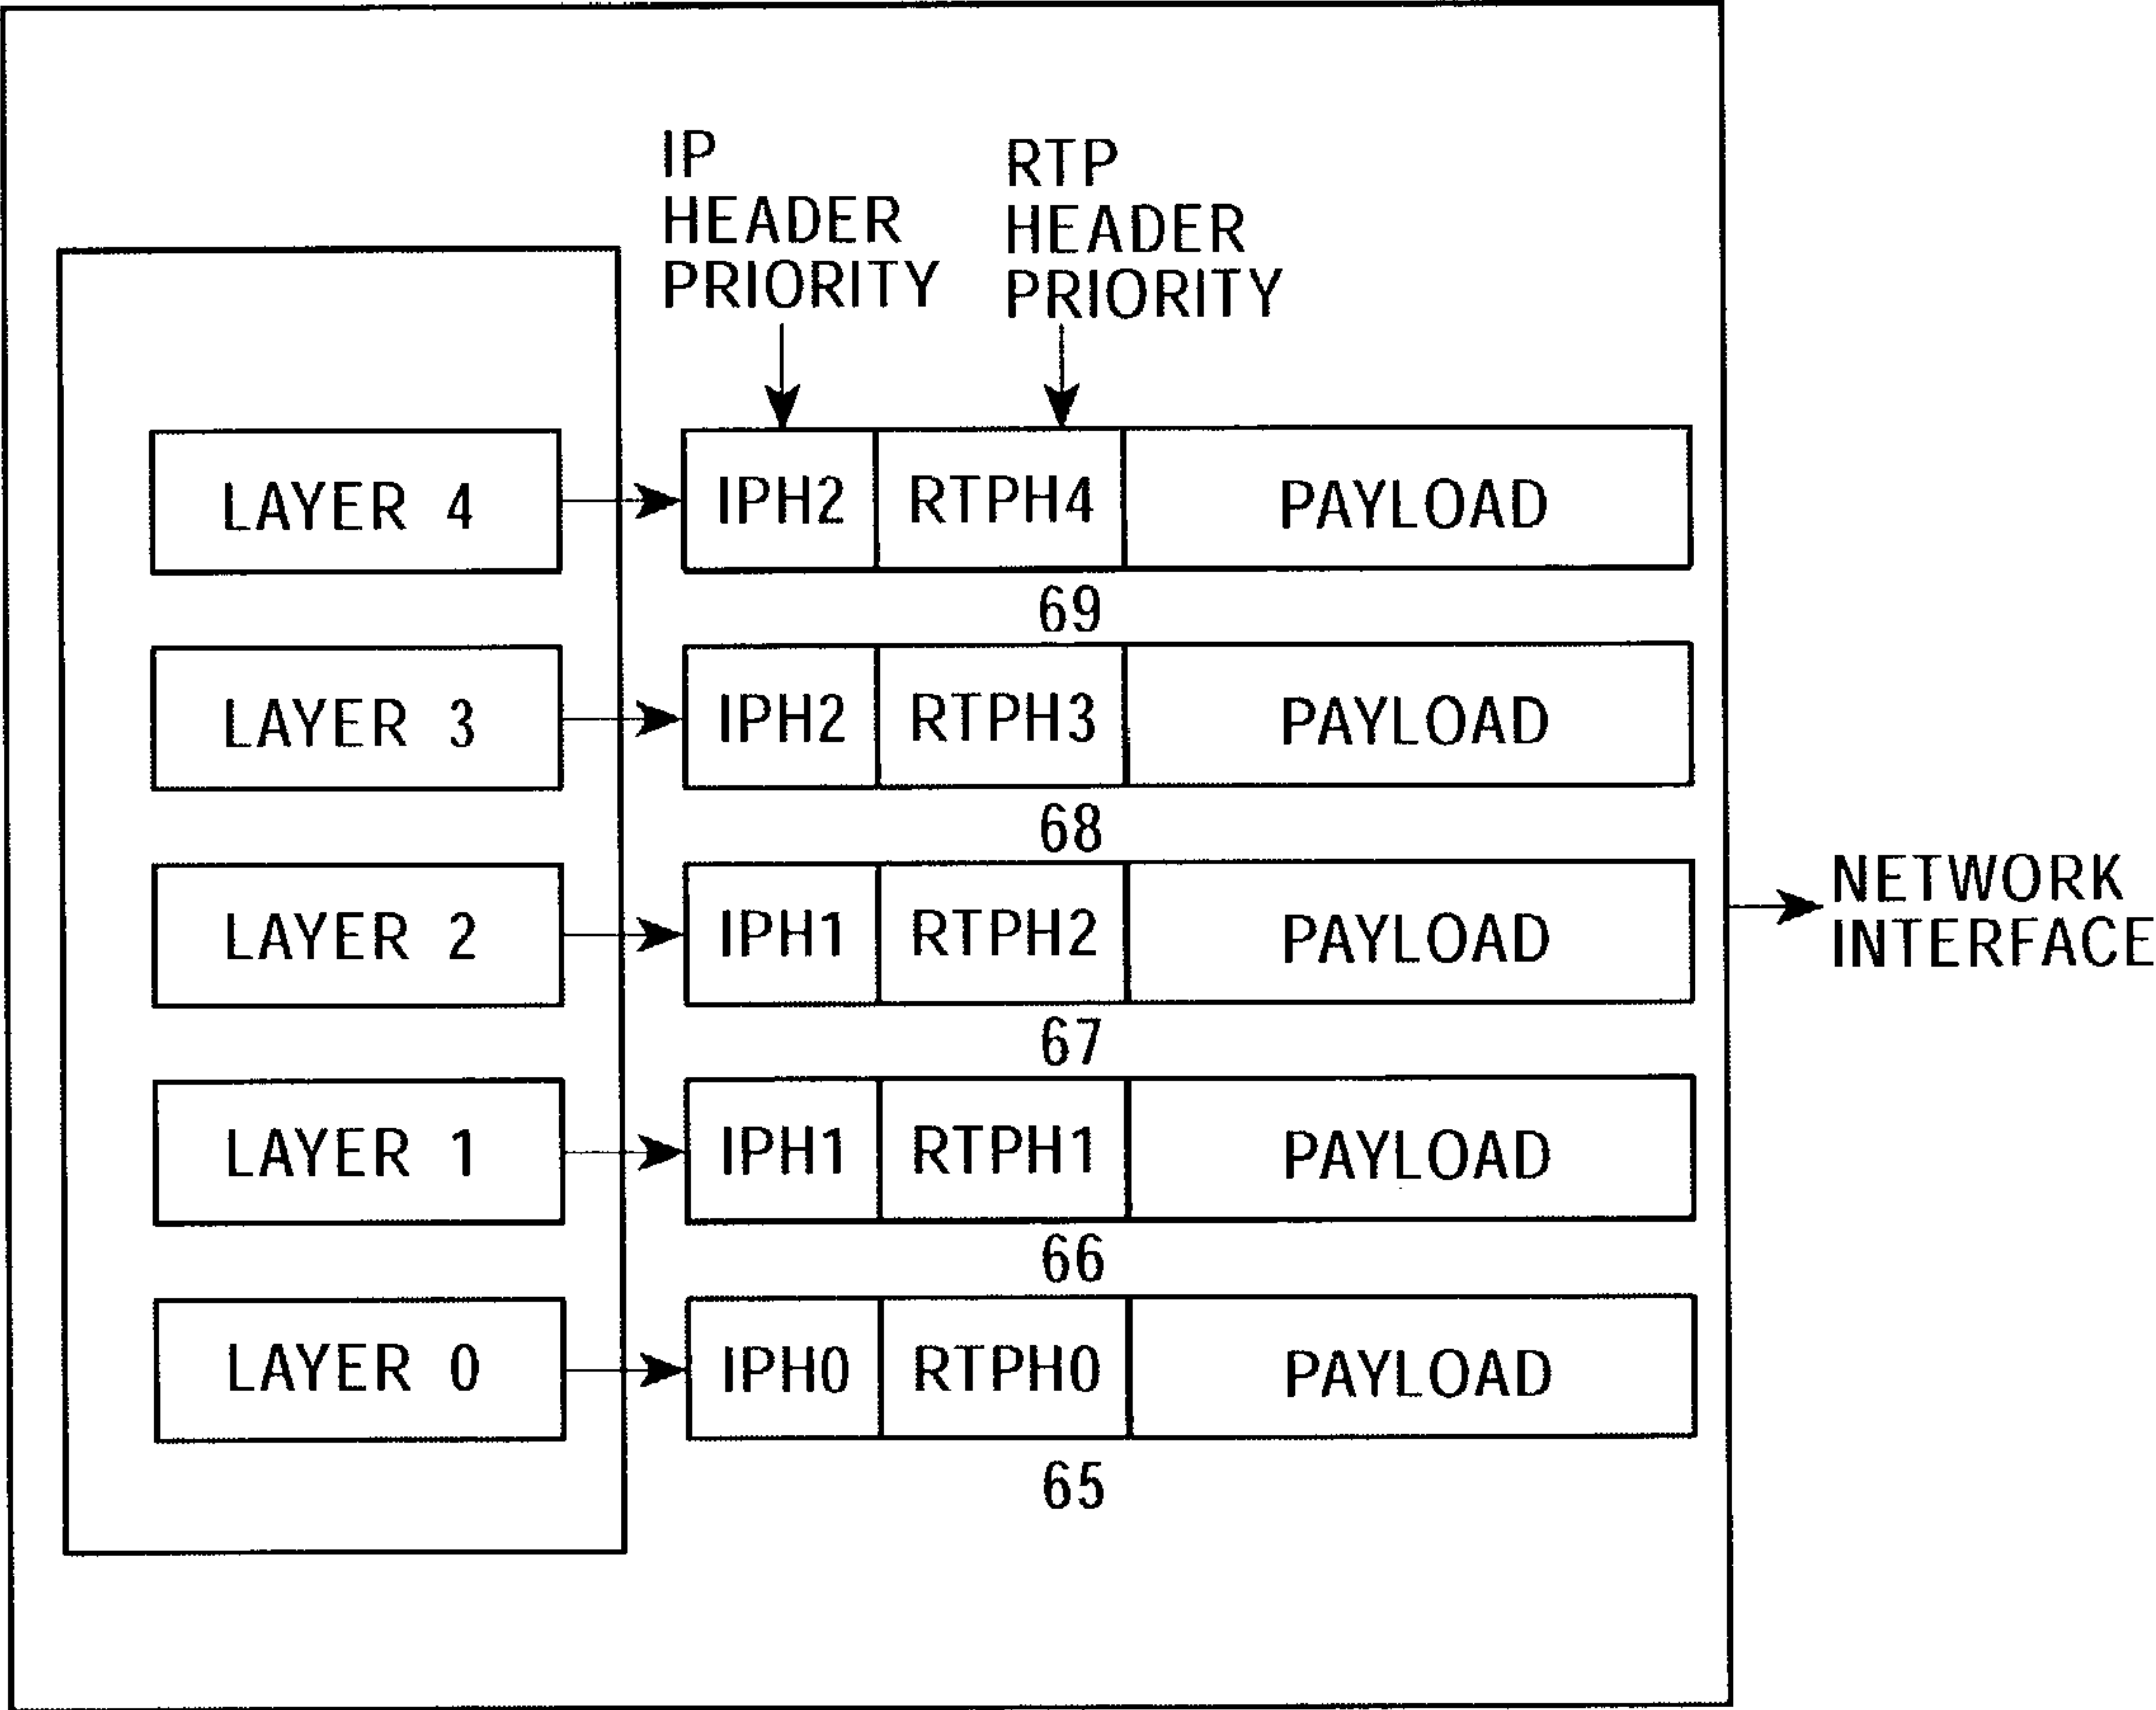 IP
HEADER
PRIORITY
RTP
HEADER
PRIORITY
LAYER 4
IPH2
RTPH4
PAYLOAD
69
LAYER 3
IPH2
RTPH3
PAYLOAD
68
LAYER 2
IPH1
RTPH2
PAYLOAD
67
LAYER 1
IPH1
RTPH1
PAYLOAD
66
LAYER 0
IPH0
RTPH0
PAYLOAD
65
NETWORK
INTERFACE